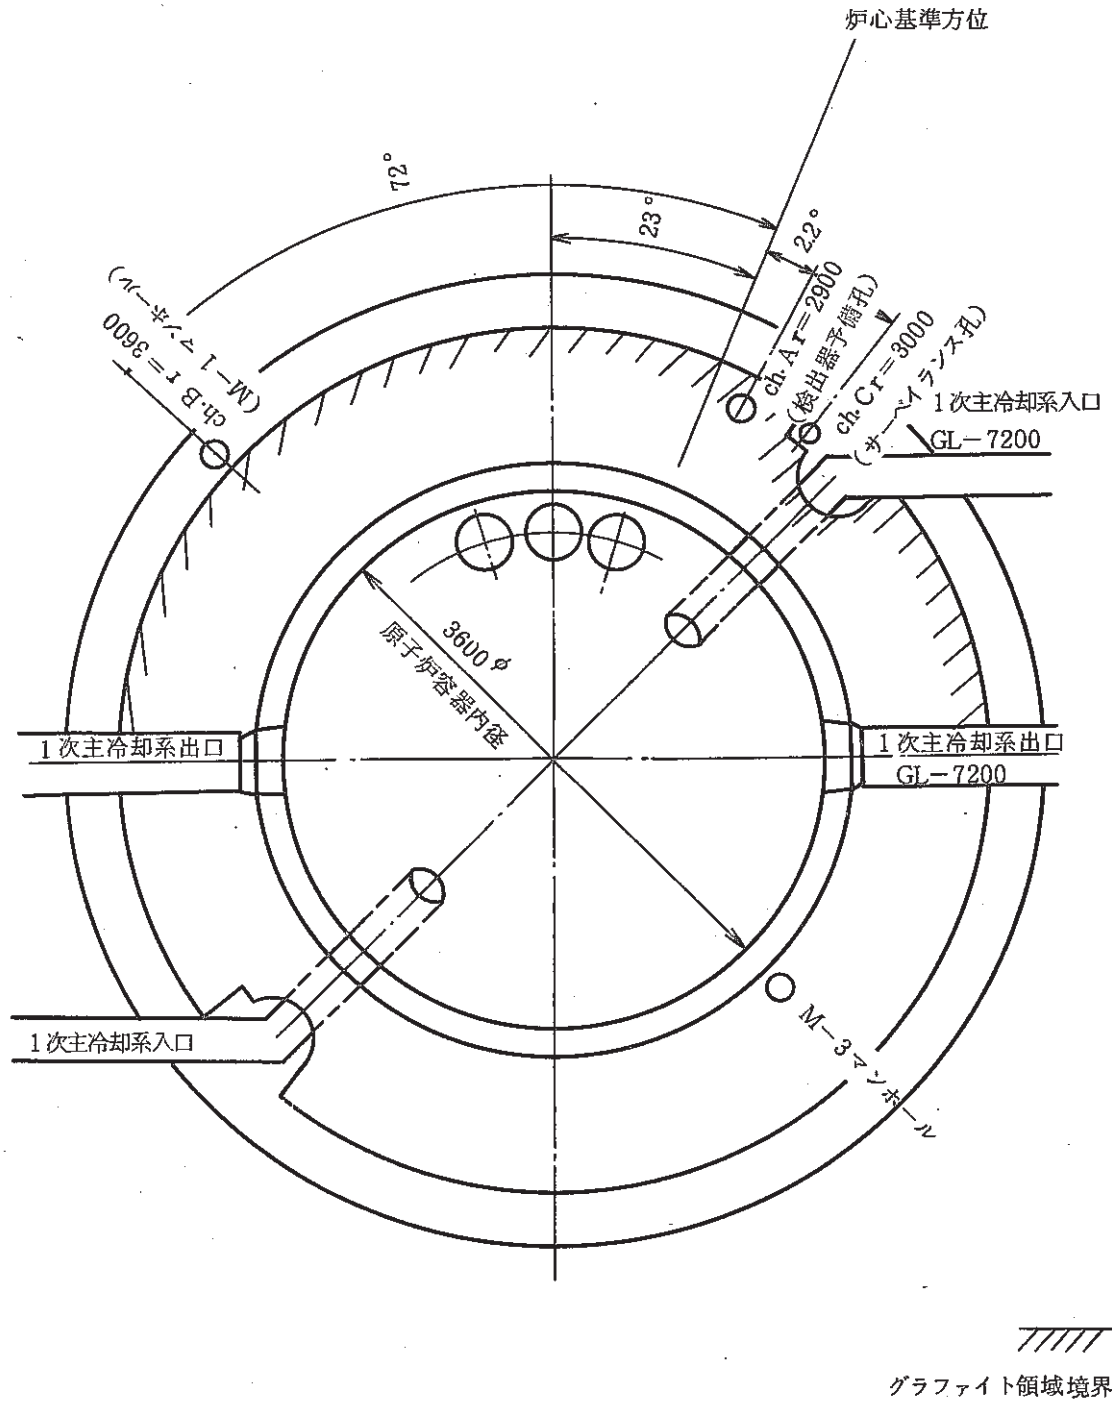 炉心基準方位
72°
23°
2.2°
ch.B r=3600
(M-1 マンホール)
ch.A r=2900
(検出器予備孔)
ch.C r=3000
(サーベイランス孔)
1次主冷却系入口
GL-7200
3600φ
原子炉容器内径
1次主冷却系出口
1次主冷却系出口
GL-7200
1次主冷却系入口
M-3マンホール
グラファイト領域境界